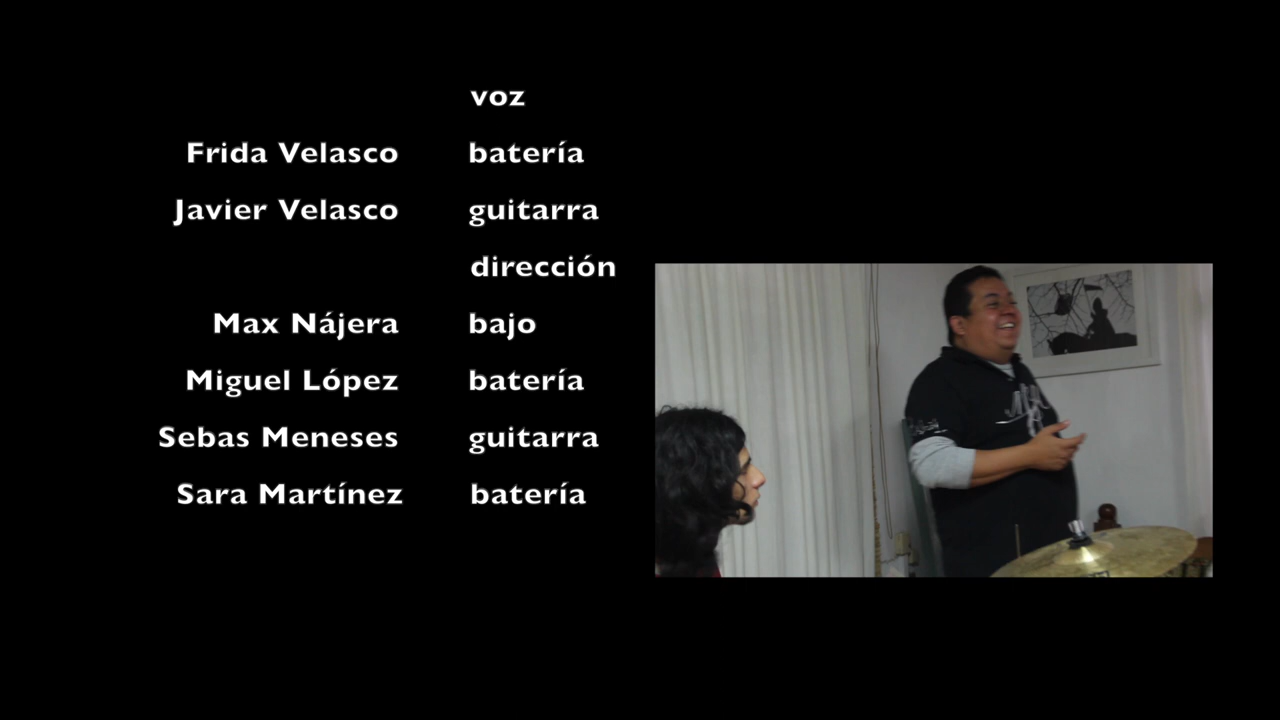 voz
Frida Velasco batería
Javier Velasco guitarra
dirección
Max Nájera bajo
Miguel López batería
Sebas Meneses guitarra
Sara Martínez batería